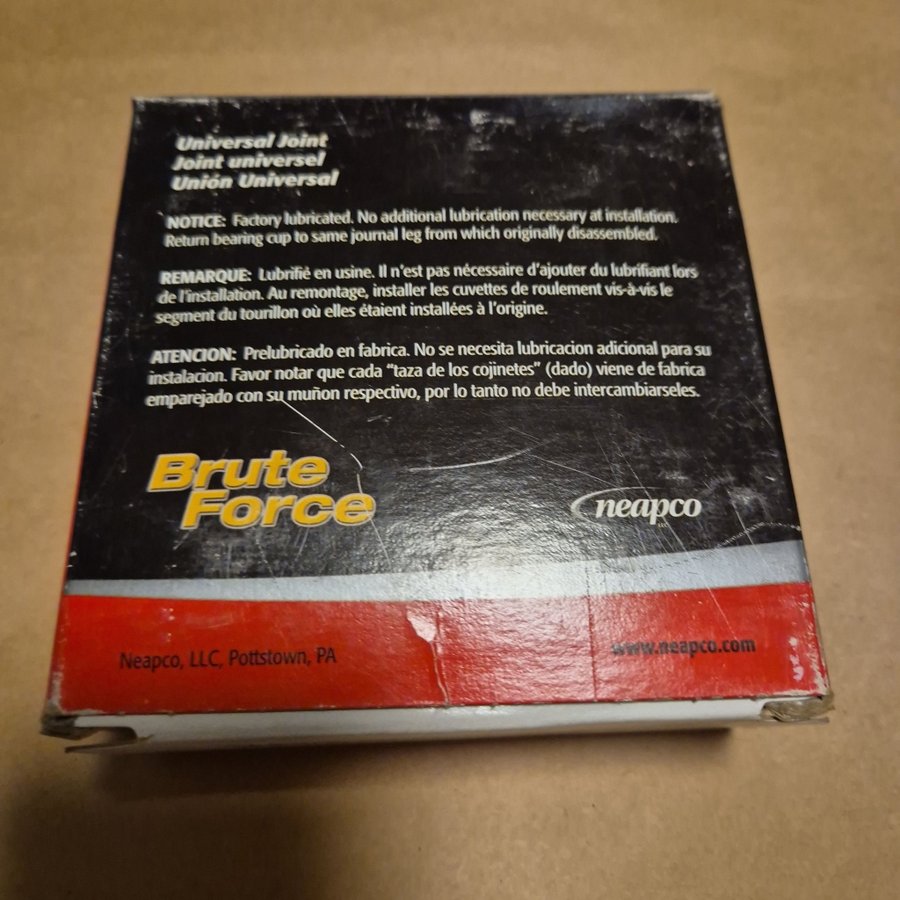 Universal Joint
Joint universel
Unión Universal
NOTICE: Factory lubricated. No additional lubrication necessary at installation.
Return bearing cup to same journal leg from which originally disassembled.
REMARQUE: Lubrifié en usine. Il n'est pas nécessaire d'ajouter du lubrifiant lors
de l'installation. Au remontage, installer les cuvettes de roulement vis-à-vis le
segment du tourillon où elles étaient installées à l'origine.
ATENCION: Prelubricado en fabrica. No se necesita lubricacion adicional para su
instalacion. Favor notar que cada "taza de los cojinetes" (dado) viene de fabrica
emparejado con su muñon respectivo, por lo tanto no debe intercambiarseles.
Brute
Force
neapco
LLC
Neapco, LLC, Pottstown, PA
www.neapco.com